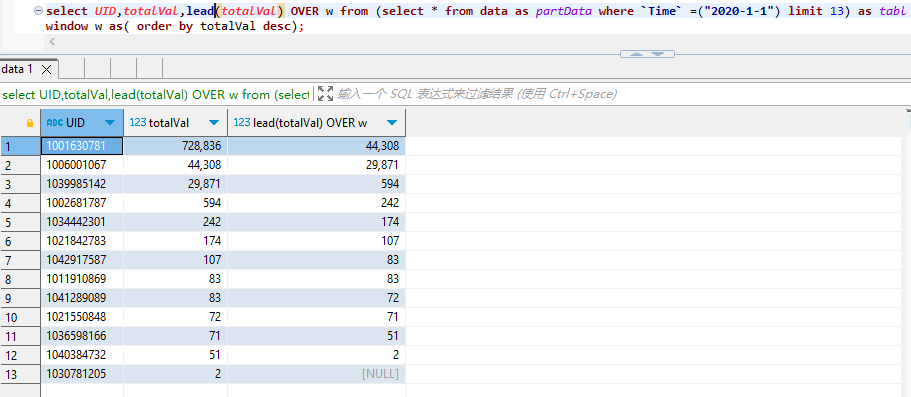 select UID,totalVal,lead(totalVal) OVER w from (select * from data as partData where `Time` =("2020-1-1") limit 13) as tabl
window w as( order by totalVal desc);
data 1
select UID,totalVal,lead(totalVal) OVER w from (select 输入一个 SQL 表达式来过滤结果 (使用 Ctrl+Space)
ABC UID 123 totalVal 123 lead(totalVal) OVER w
1 1001630781 728,836 44,308
2 1006001067 44,308 29,871
3 1039985142 29,871 594
4 1002681787 594 242
5 1034442301 242 174
6 1021842783 174 107
7 1042917587 107 83
8 1011910869 83 83
9 1041289089 83 72
10 1021550848 72 71
11 1036598166 71 51
12 1040384732 51 2
13 1030781205 2 [NULL]